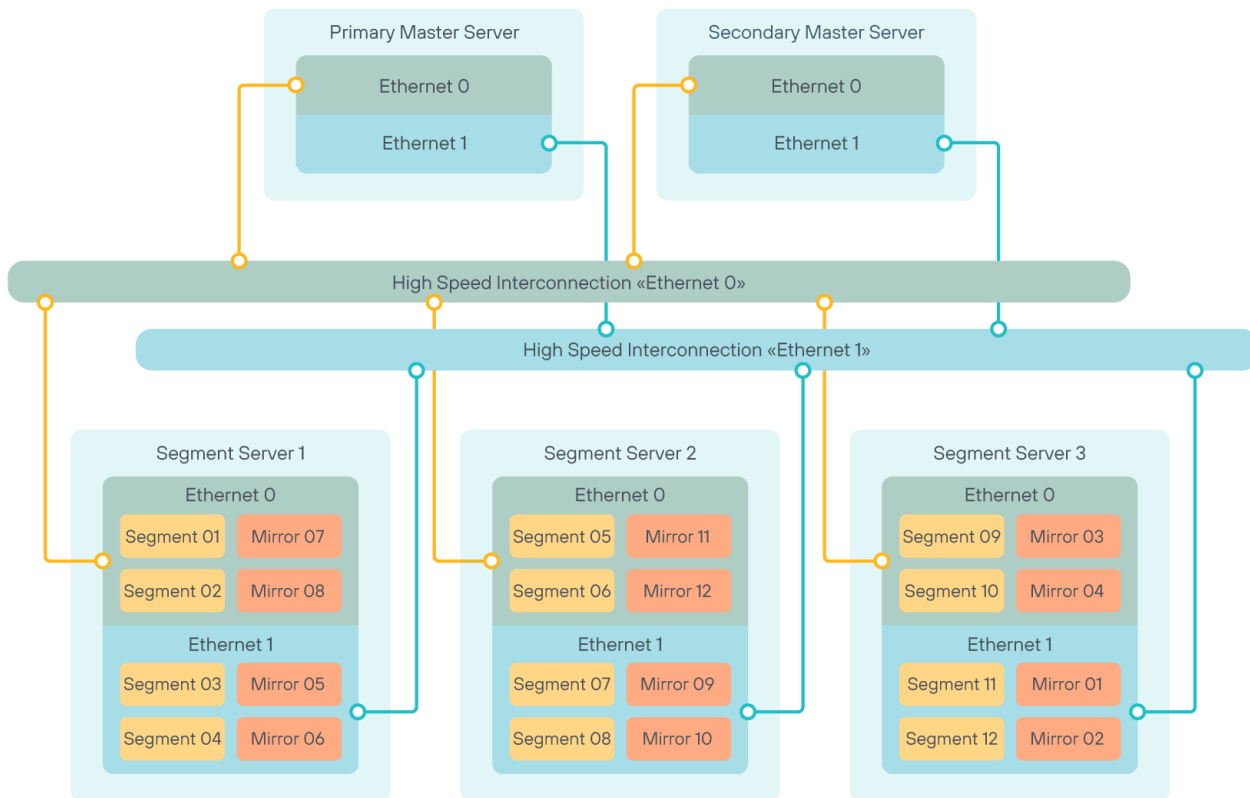 Primary Master Server
Ethernet 0
Ethernet 1
Secondary Master Server
Ethernet 0
Ethernet 1
High Speed Interconnection «Ethernet 0»
High Speed Interconnection «Ethernet 1»
Segment Server 1
Ethernet 0
Segment 01 Mirror 07
Segment 02 Mirror 08
Ethernet 1
Segment 03 Mirror 05
Segment 04 Mirror 06
Segment Server 2
Ethernet 0
Segment 05 Mirror 11
Segment 06 Mirror 12
Ethernet 1
Segment 07 Mirror 09
Segment 08 Mirror 10
Segment Server 3
Ethernet 0
Segment 09 Mirror 03
Segment 10 Mirror 04
Ethernet 1
Segment 11 Mirror 01
Segment 12 Mirror 02